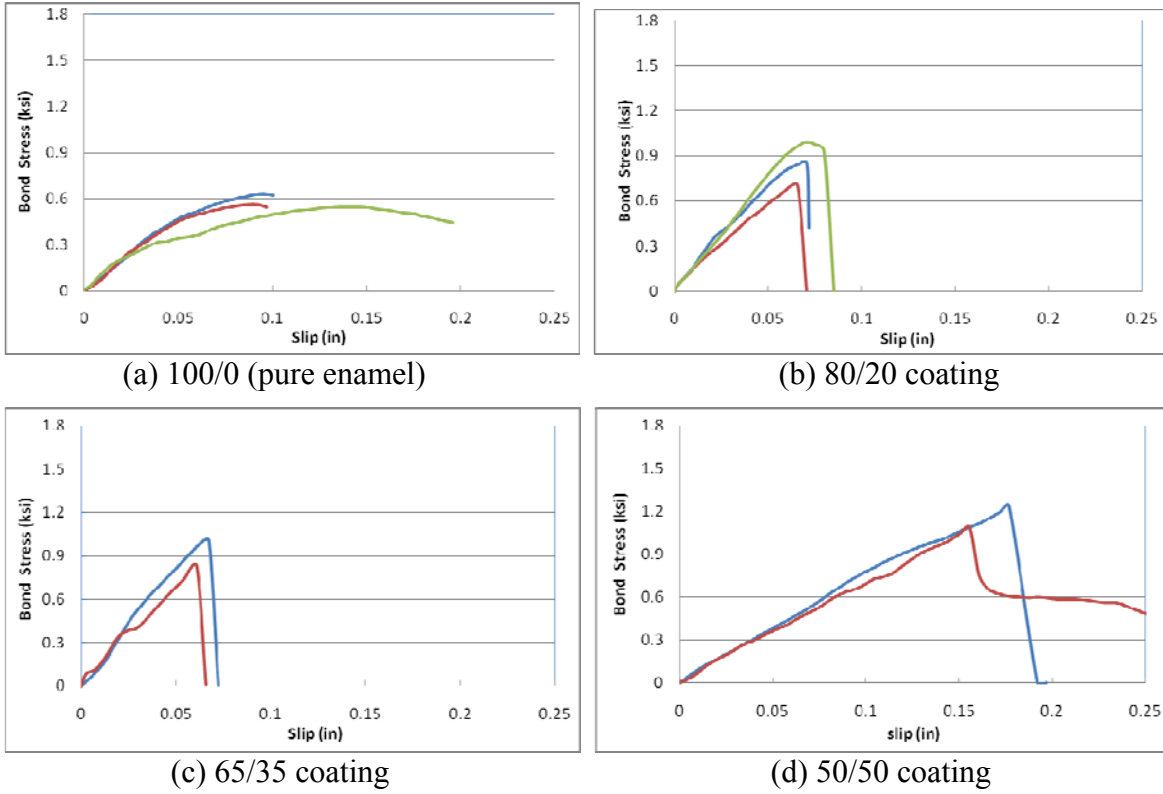 1.8
1.5
1.2
0.9
0.6
0.3
0
Bond Stress (ksi)
0 0.05 0.1 0.15 0.2 0.25
Slip (in)
(a) 100/0 (pure enamel)
1.8
1.5
1.2
0.9
0.6
0.3
0
Bond Stress (ksi)
0 0.05 0.1 0.15 0.2 0.25
Slip (in)
(b) 80/20 coating
1.8
1.5
1.2
0.9
0.6
0.3
0
Bond Stress (ksi)
0 0.05 0.1 0.15 0.2 0.25
Slip (in)
(c) 65/35 coating
1.8
1.5
1.2
0.9
0.6
0.3
0
Bond Stress (ksi)
0 0.05 0.1 0.15 0.2 0.25
slip (in)
(d) 50/50 coating